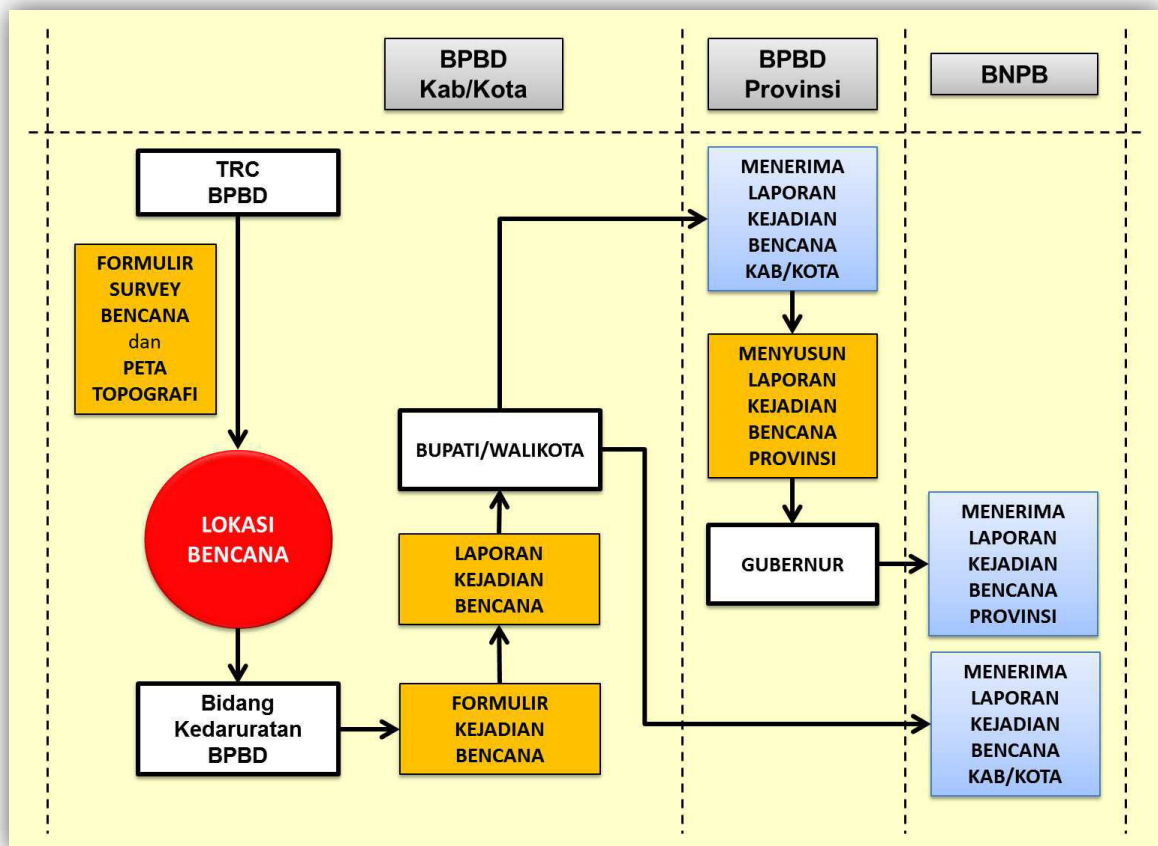 BPBD
Kab/Kota
BPBD
Provinsi
BNPB
TRC
BPBD
FORMULIR
SURVEY
BENCANA
dan
PETA
TOPOGRAFI
LOKASI
BENCANA
Bidang
Kedaruratan
BPBD
FORMULIR
KEJADIAN
BENCANA
LAPORAN
KEJADIAN
BENCANA
BUPATI/WALIKOTA
MENERIMA
LAPORAN
KEJADIAN
BENCANA
KAB/KOTA
MENYUSUN
LAPORAN
KEJADIAN
BENCANA
PROVINSI
GUBERNUR
MENERIMA
LAPORAN
KEJADIAN
BENCANA
PROVINSI
MENERIMA
LAPORAN
KEJADIAN
BENCANA
KAB/KOTA